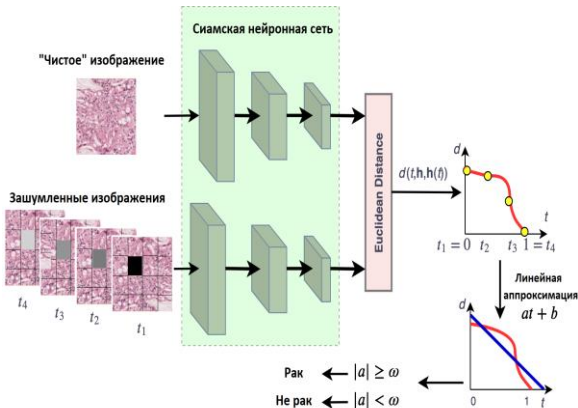 Сиамская нейронная сеть
"Чистое" изображение
Зашумленные изображения
t₄
t₃
t₂
t₁
Euclidean Distance
d(t,h,h(t))
d
t
t₁ = 0 t₂ t₃ 1 = t₄
Линейная
аппроксимация
at + b
d
0 1 t
Рак |a| ≥ ω
Не рак |a| < ω